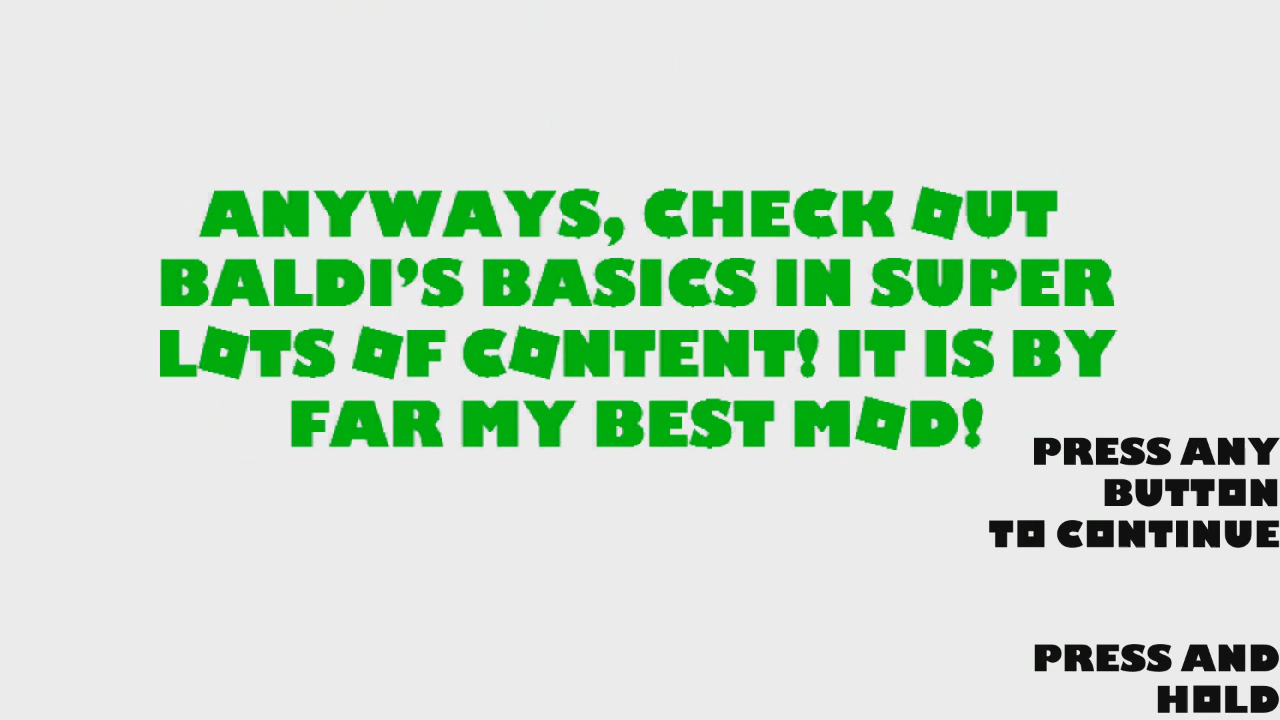 ANYWAYS, CHECK OUT
BALDI'S BASICS IN SUPER
LOTS OF CONTENT! IT IS BY
FAR MY BEST MOD!
PRESS ANY
BUTTON
TO CONTINUE
PRESS AND
HOLD